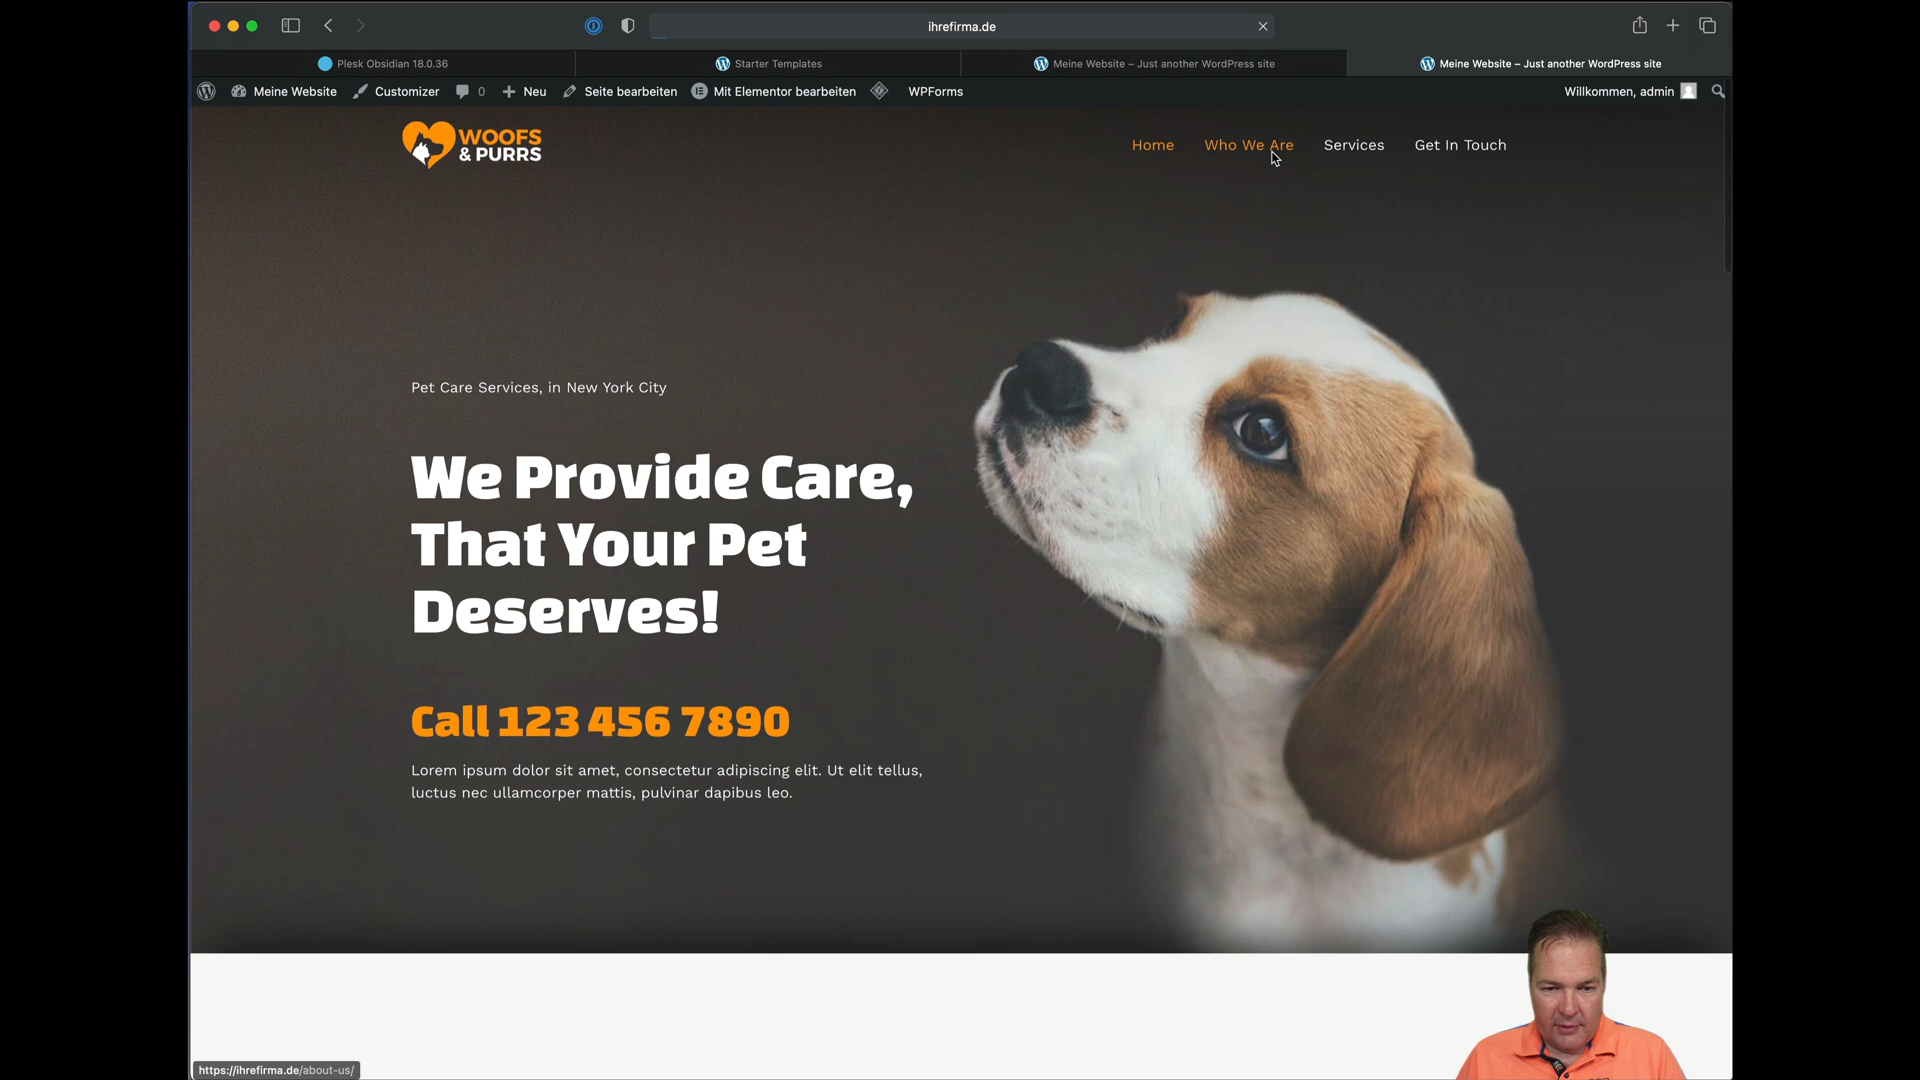 ihrefirma.de
Plesk Obsidian 18.0.36
Starter Templates
Meine Website – Just another WordPress site
Meine Website – Just another WordPress site
Meine Website
Customizer
0
Neu
Seite bearbeiten
Mit Elementor bearbeiten
WPForms
Willkommen, admin
WOOFS
& PURRS
Home
Who We Are
Services
Get In Touch
Pet Care Services, in New York City
We Provide Care,
That Your Pet
Deserves!
Call 123 456 7890
Lorem ipsum dolor sit amet, consectetur adipiscing elit. Ut elit tellus,
luctus nec ullamcorper mattis, pulvinar dapibus leo.
https://ihrefirma.de/about-us/